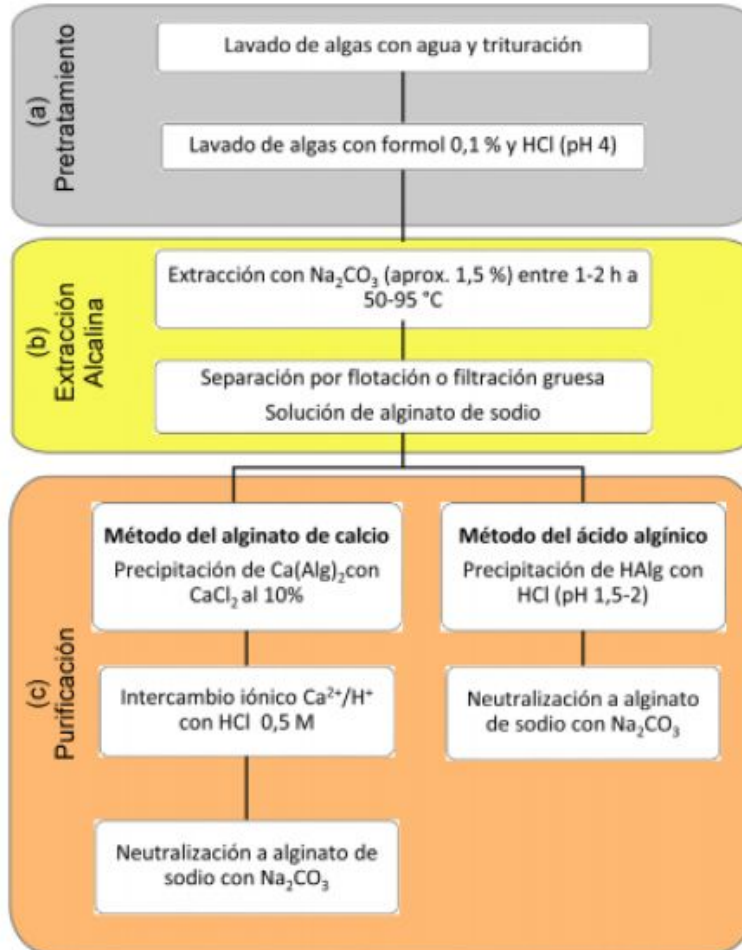 (a)
Pretratamiento
Lavado de algas con agua y trituración
Lavado de algas con formol 0,1 % y HCl (pH 4)
(b)
Extracción
Alcalina
Extracción con Na₂CO₃ (aprox. 1,5 %) entre 1-2 h a
50-95 °C
Separación por flotación o filtración gruesa
Solución de alginato de sodio
(c)
Purificación
Método del alginato de calcio
Precipitación de Ca(Alg)₂con
CaCl₂ al 10%
Intercambio iónico Ca²⁺/H⁺
con HCl 0,5 M
Neutralización a alginato de
sodio con Na₂CO₃
Método del ácido algínico
Precipitación de HAlg con
HCl (pH 1,5-2)
Neutralización a alginato
de sodio con Na₂CO₃